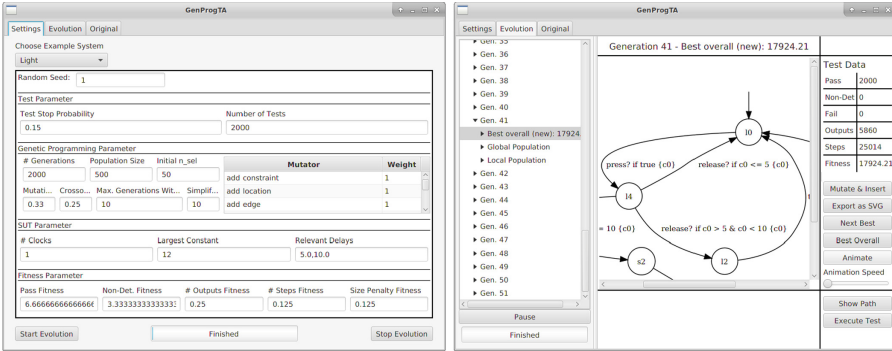 GenProgTA
Settings Evolution Original
Choose Example System
Light
Random Seed: 1
Test Parameter
Test Stop Probability Number of Tests
0.15 2000
Genetic Programming Parameter
# Generations Population Size Initial n_sel Mutator Weight
2000 500 50 add constraint 1
add location 1
Mutati... Crosso... Max. Generations Wit... Simplif...
0.33 0.25 10 10 add edge 1
SUT Parameter
# Clocks Largest Constant Relevant Delays
1 12 5.0,10.0
Fitness Parameter
Pass Fitness Non-Det. Fitness # Outputs Fitness # Steps Fitness Size Penalty Fitness
0.25 0.125 0.125
Start Evolution Finished Stop Evolution
GenProgTA
Settings Evolution Original
Gen. 35
Gen. 36
Gen. 37
Gen. 38
Gen. 39
Gen. 40
Gen. 41
Best overall (new): 17924
Global Population
Local Population
Gen. 42
Gen. 43
Gen. 44
Gen. 45
Gen. 46
Gen. 47
Gen. 48
Gen. 49
Gen. 50
Gen. 51
Pause
Finished
Generation 41 - Best overall (new): 17924.21
l0
press? if true {c0}
release? if c0 <= 5 {c0}
l4
= 10 {c0}
release? if c0 > 5 & c0 < 10 {c0}
s2
l2
Test Data
Pass 2000
Non-Det 0
Fail 0
Outputs 5860
Steps 25014
Fitness 17924.21
Mutate & Insert
Export as SVG
Next Best
Best Overall
Animate
Animation Speed
Show Path
Execute Test